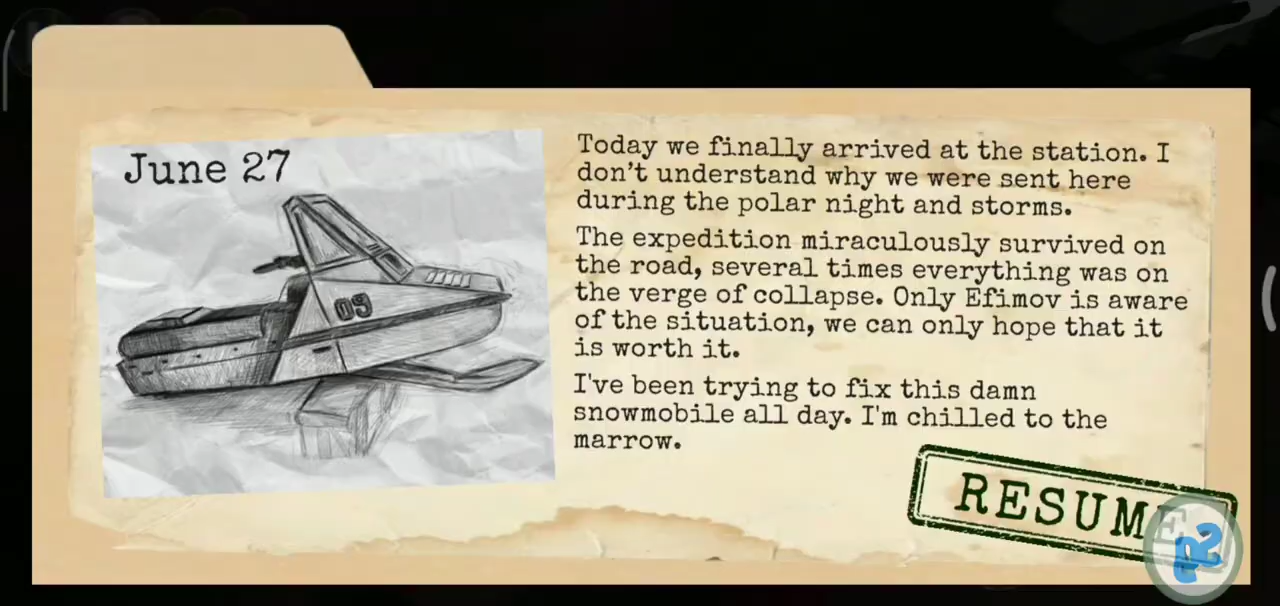 June 27
09
Today we finally arrived at the station. I
don't understand why we were sent here
during the polar night and storms.
The expedition miraculously survived on
the road, several times everything was on
the verge of collapse. Only Efimov is aware
of the situation, we can only hope that it
is worth it.
I've been trying to fix this damn
snowmobile all day. I'm chilled to the
marrow.
RESUME